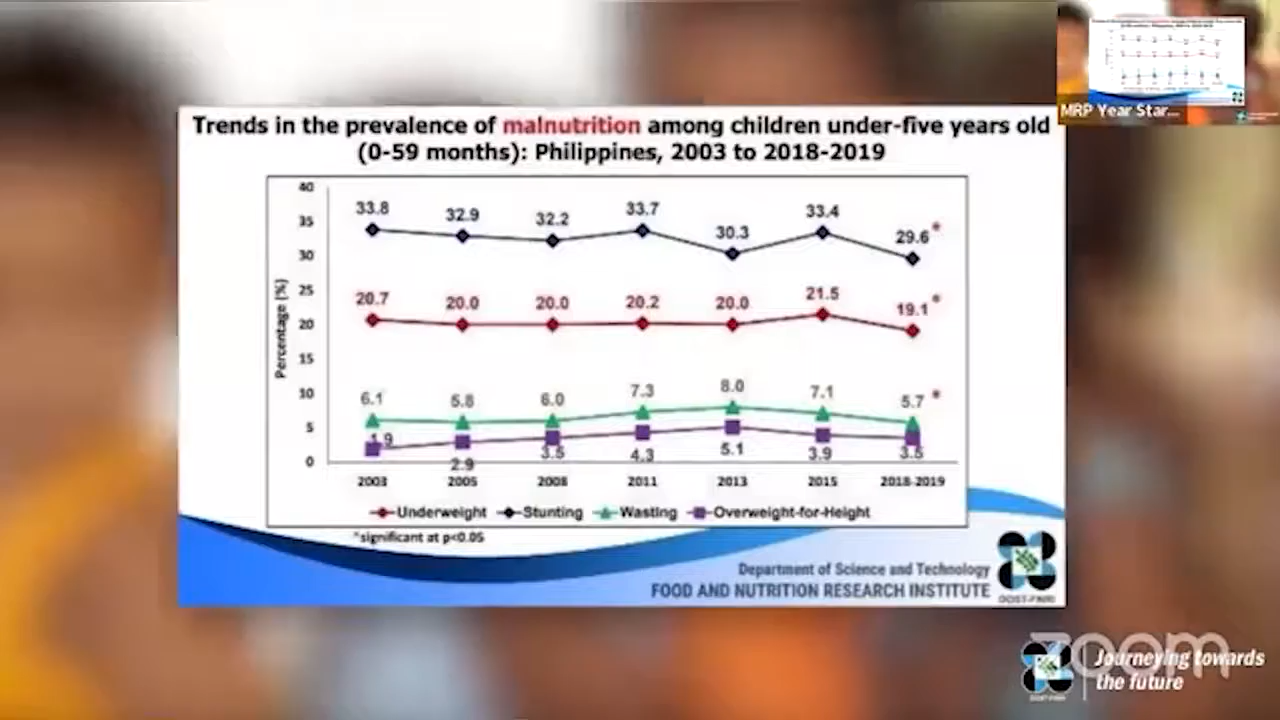 MRP Year Star...
Trends in the prevalence of malnutrition among children under-five years old
(0-59 months): Philippines, 2003 to 2018-2019
40
35
30
25
20
15
10
5
0
Percentage (%)
33.8 32.9 32.2 33.7 30.3 33.4 29.6*
20.7 20.0 20.0 20.2 20.0 21.5 19.1*
6.1 5.8 6.0 7.3 8.0 7.1 5.7*
1.9 2.9 3.5 4.3 5.1 3.9 3.5
2003 2005 2008 2011 2013 2015 2018-2019
Underweight Stunting Wasting Overweight-for-Height
*significant at p<0.05
Department of Science and Technology
FOOD AND NUTRITION RESEARCH INSTITUTE
DOST-FNRI
zoom
Journeying towards
the future